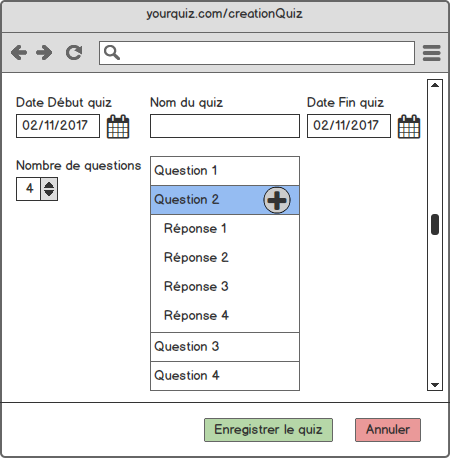 yourquiz.com/creationQuiz
Date Début quiz
Nom du quiz
Date Fin quiz
02/11/2017
02/11/2017
Nombre de questions
4
Question 1
Question 2
Réponse 1
Réponse 2
Réponse 3
Réponse 4
Question 3
Question 4
Enregistrer le quiz
Annuler